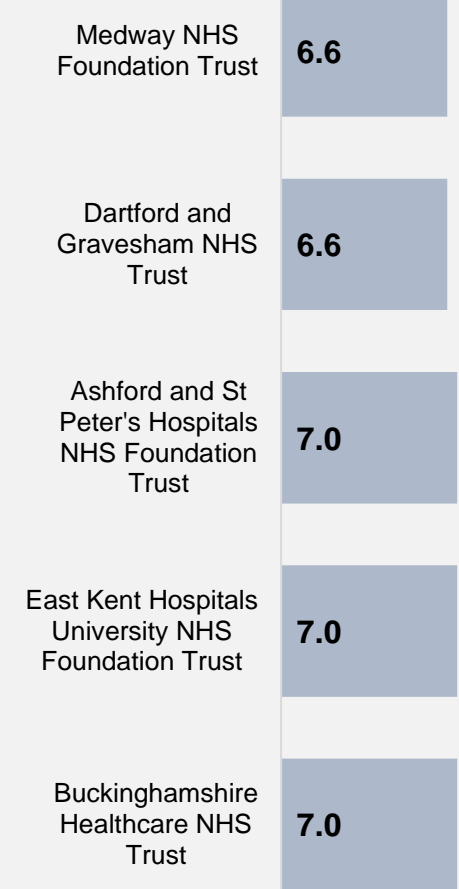 Medway NHS
Foundation Trust
6.6
Dartford and
Gravesham NHS
Trust
6.6
Ashford and St
Peter's Hospitals
NHS Foundation
Trust
7.0
East Kent Hospitals
University NHS
Foundation Trust
7.0
Buckinghamshire
Healthcare NHS
Trust
7.0